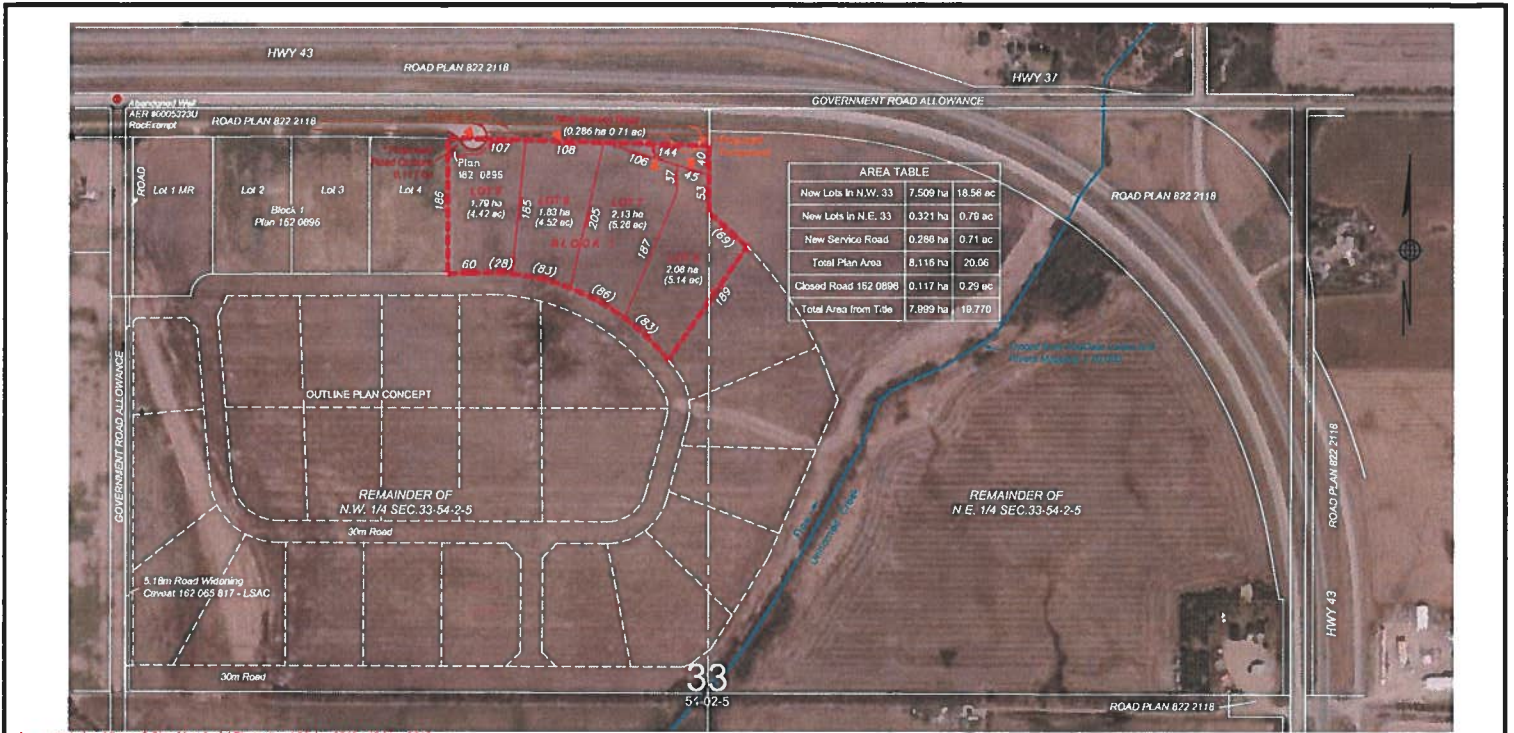 HWY 43
ROAD PLAN 822 2118
HWY 37
GOVERNMENT ROAD ALLOWANCE
Abandoned Well
AER #0005323U
RecExempt
ROAD PLAN 822 2118
(0.286 ha 0.71 ac)
107
108
106
144
40
37
45
53
Plan
162 0896
ROAD
Lot 1 MR
Lot 2
Lot 3
Lot 4
Block 1
Plan 152 0896
186
1.79 ha
(4.42 ac)
185
1.83 ha
(4.52 ac)
205
2.13 ha
(5.26 ac)
187
2.08 ha
(5.14 ac)
(69)
189
60
(28)
(83)
(86)
(83)
AREA TABLE
New Lots In N.W. 33 7.509 ha 18.56 ac
New Lots in N.E. 33 0.321 ha 0.79 ac
New Service Road 0.286 ha 0.71 ac
Total Plan Area 8.116 ha 20.06
Closed Road 152 0896 0.117 ha 0.29 ac
Total Area from Title 7.999 ha 19.770
ROAD PLAN 822 2118
GOVERNMENT ROAD ALLOWANCE
OUTLINE PLAN CONCEPT
REMAINDER OF
N.W. 1/4 SEC.33-54-2-5
30m Road
REMAINDER OF
N.E. 1/4 SEC.33-54-2-5
ROAD PLAN 822 2118
HWY 43
5.18m Road Widening
Caveat 162 065 817 - LSAC
30m Road
33
54-02-5
ROAD PLAN 822 2118